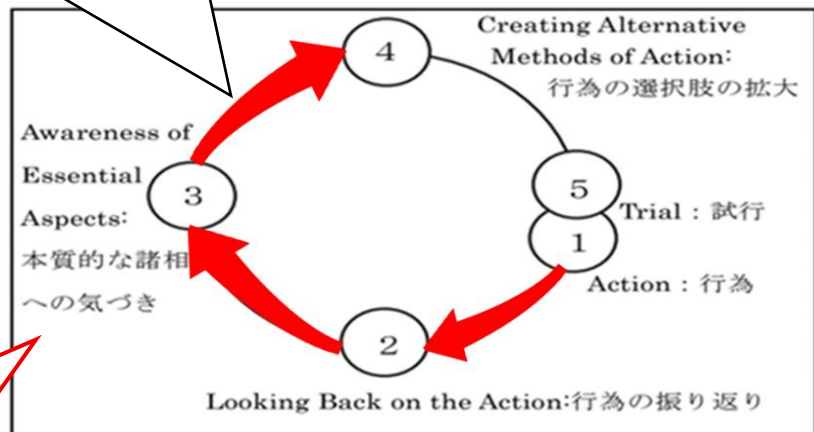 4
Creating Alternative
Methods of Action:
行為の選択肢の拡大
Awareness of
Essential
Aspects:
本質的な諸相
への気づき
3
5
Trial : 試行
1
Action : 行為
2
Looking Back on the Action:行為の振り返り